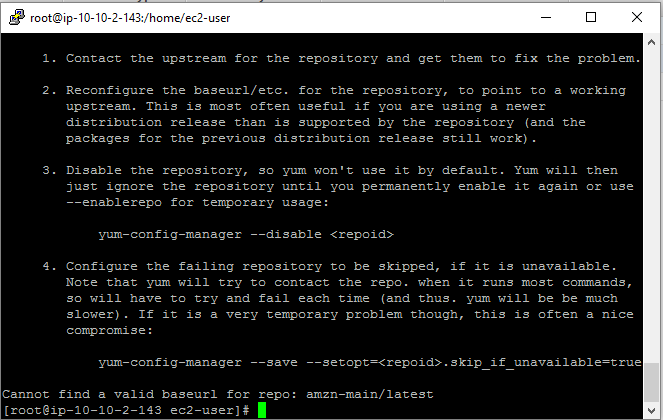 root@ip-10-10-2-143:/home/ec2-user
1. Contact the upstream for the repository and get them to fix the problem.
2. Reconfigure the baseurl/etc. for the repository, to point to a working
upstream. This is most often useful if you are using a newer
distribution release than is supported by the repository (and the
packages for the previous distribution release still work).
3. Disable the repository, so yum won't use it by default. Yum will then
just ignore the repository until you permanently enable it again or use
--enablerepo for temporary usage:
yum-config-manager --disable <repoid>
4. Configure the failing repository to be skipped, if it is unavailable.
Note that yum will try to contact the repo. when it runs most commands,
so will have to try and fail each time (and thus. yum will be be much
slower). If it is a very temporary problem though, this is often a nice
compromise:
yum-config-manager --save --setopt=<repoid>.skip_if_unavailable=true
Cannot find a valid baseurl for repo: amzn-main/latest
[root@ip-10-10-2-143 ec2-user]#